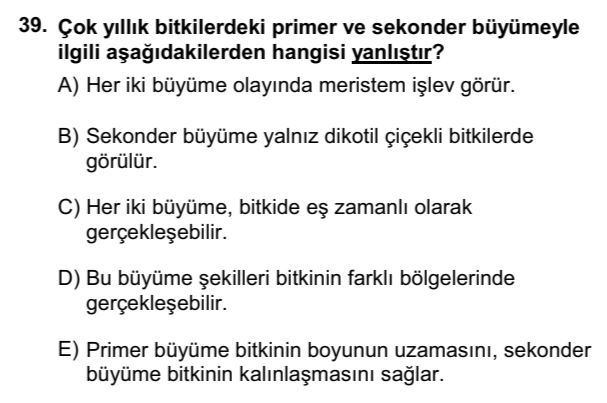 39. Çok yıllık bitkilerdeki primer ve sekonder büyümeyle
ilgili aşağıdakilerden hangisi yanlıştır?
A) Her iki büyüme olayında meristem işlev görür.
B) Sekonder büyüme yalnız dikotil çiçekli bitkilerde
görülür.
C) Her iki büyüme, bitkide eş zamanlı olarak
gerçekleşebilir.
D) Bu büyüme şekilleri bitkinin farklı bölgelerinde
gerçekleşebilir.
E) Primer büyüme bitkinin boyunun uzamasını, sekonder
büyüme bitkinin kalınlaşmasını sağlar.